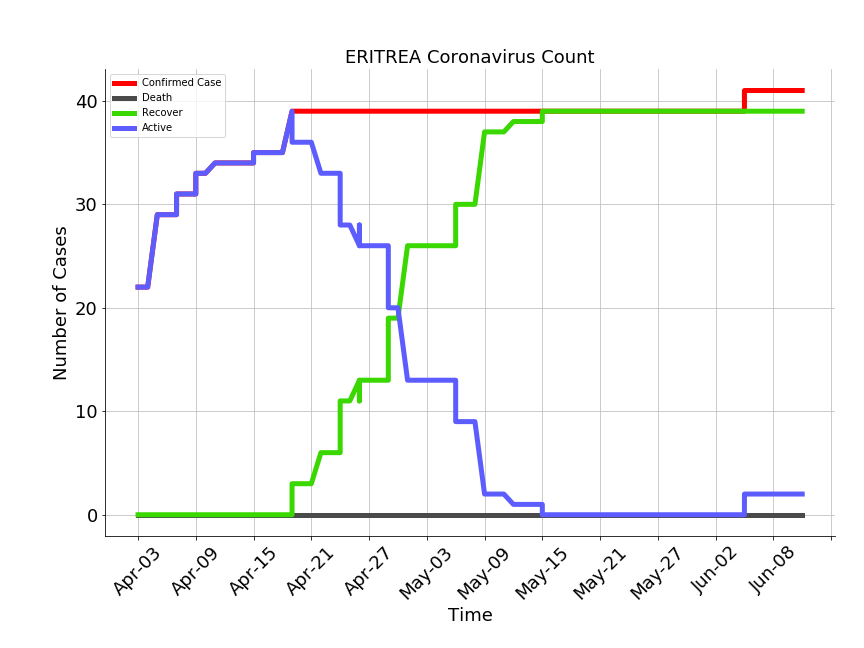 ERITREA Coronavirus Count
Confirmed Case
Death
Recover
Active
40
30
20
10
0
Number of Cases
Apr-03
Apr-09
Apr-15
Apr-21
Apr-27
May-03
May-09
May-15
May-21
May-27
Jun-02
Jun-08
Time